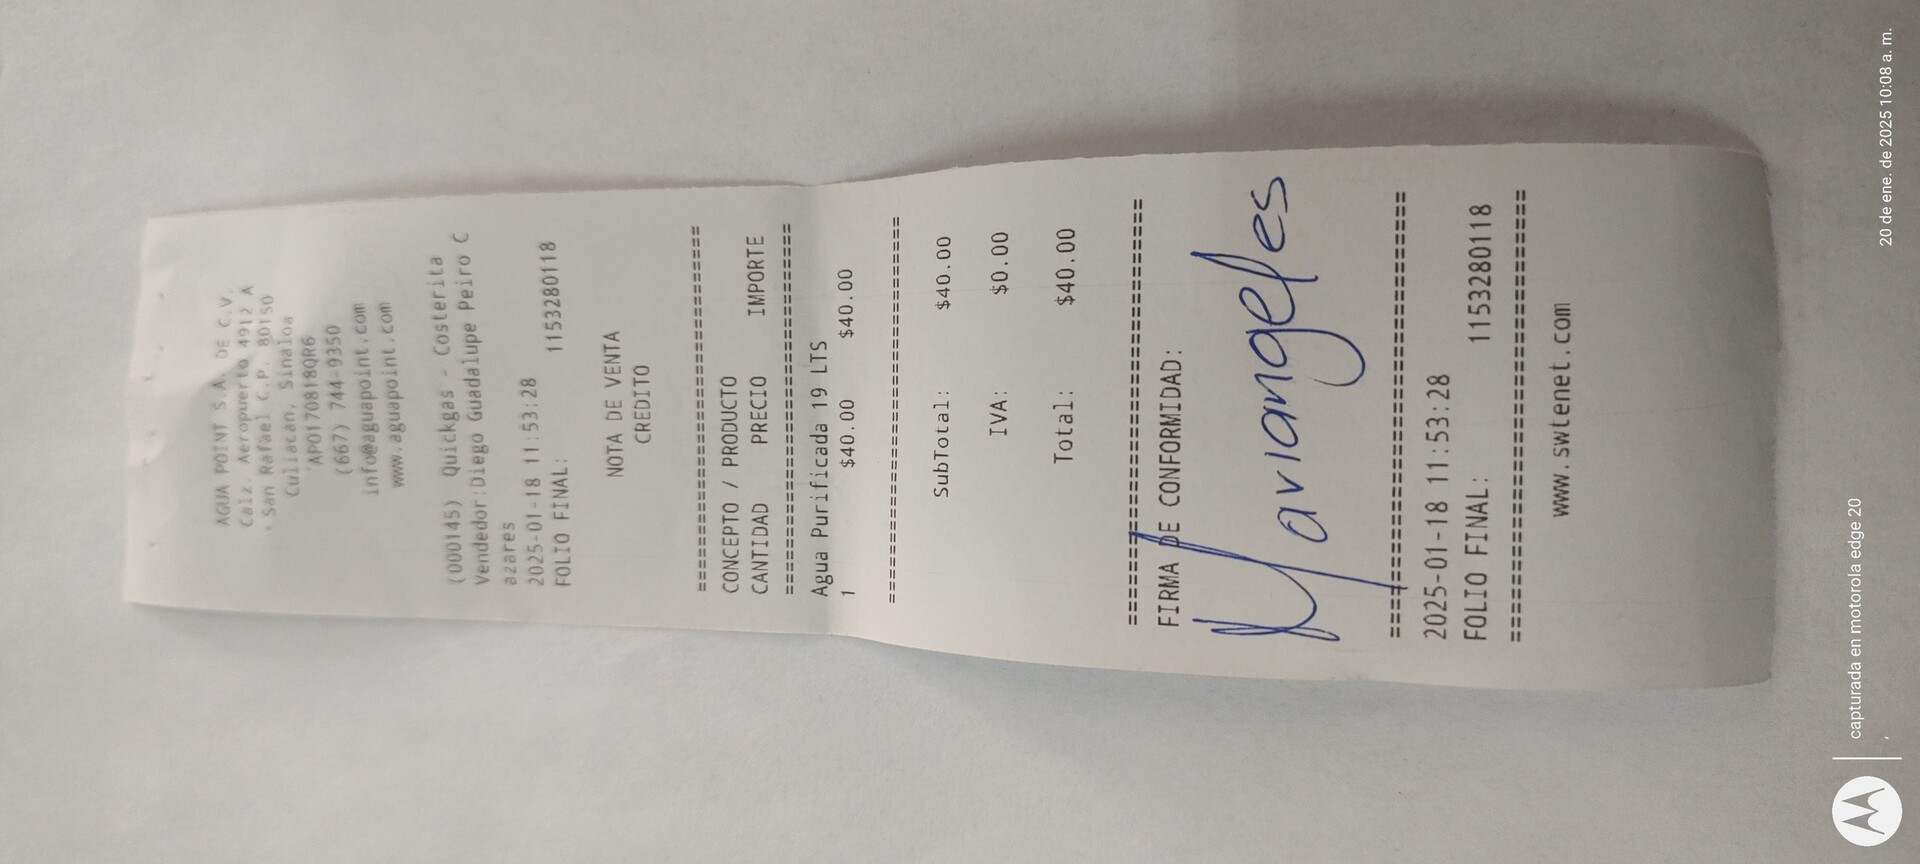 AGUA POINT S.A. DE C.V.
Calz. Aeropuerto 4912 A
San Rafael C.P. 80150
Culiacan, Sinaloa
APO170818QR6
(667) 744-9350
info@aguapoint.com
www.aguapoint.com
(000145) Quickgas - Costerita
Vendedor:Diego Guadalupe Peiro C
azares
2025-01-18 11:53:28
FOLIO FINAL: 1153280118
NOTA DE VENTA
CREDITO
================================
CONCEPTO / PRODUCTO
CANTIDAD PRECIO IMPORTE
================================
Agua Purificada 19 LTS
1 $40.00 $40.00
================================
SubTotal: $40.00
IVA: $0.00
Total: $40.00
================================
FIRMA DE CONFORMIDAD:
Mariangeles
================================
2025-01-18 11:53:28
FOLIO FINAL: 1153280118
================================
www.swtenet.com
capturada en motorola edge 20
20 de ene. de 2025 10:08 a. m.